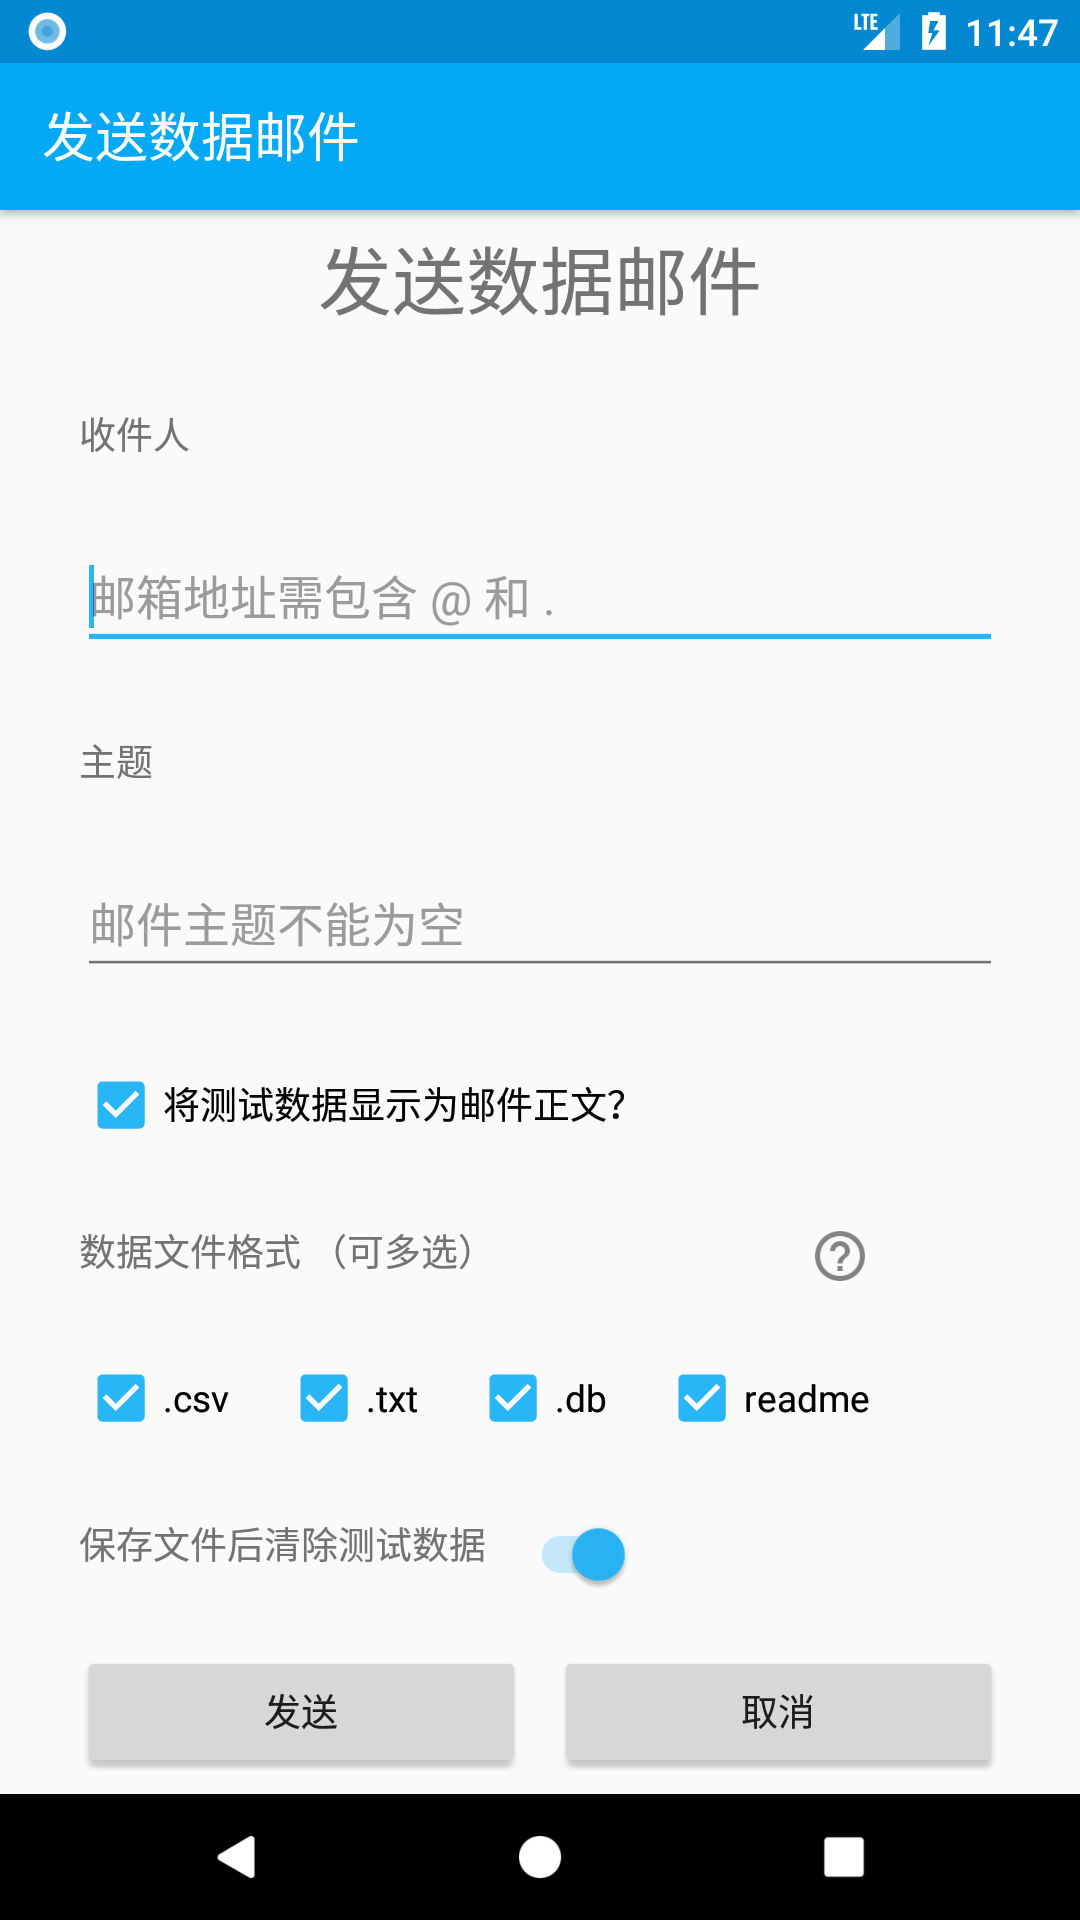 LTE 11:47
发送数据邮件
发送数据邮件
收件人
邮箱地址需包含 @ 和 .
主题
邮件主题不能为空
将测试数据显示为邮件正文?
数据文件格式 （可多选）
.csv .txt .db readme
保存文件后清除测试数据
发送 取消